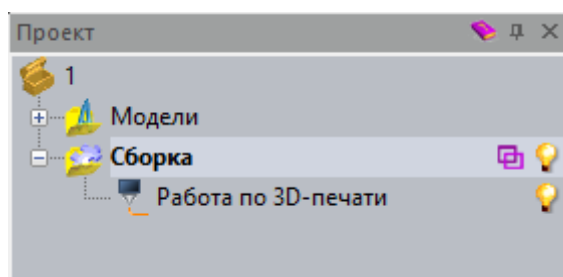 Проект
1
Модели
Сборка
Работа по 3D-печати